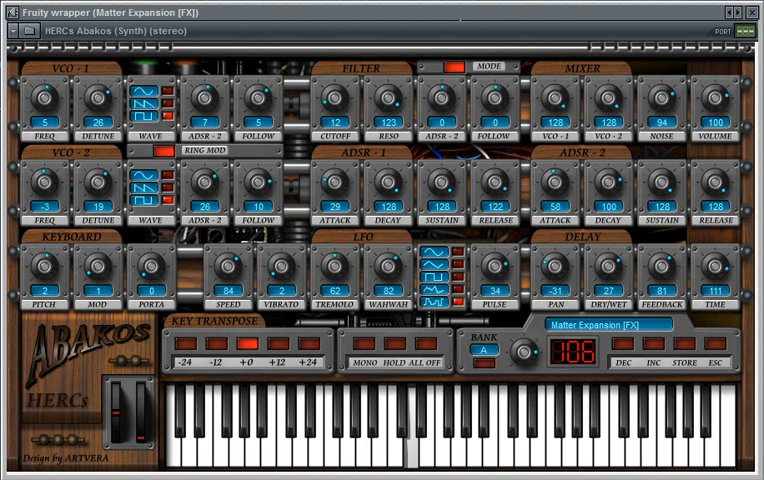 Fruity wrapper (Matter Expansion [FX])
HERCs Abakos (Synth) (stereo)
PORT
VCO - 1
FILTER
MODE
MIXER
5 26 7 5 12 123 0 0 128 128 94 100
FREQ DETUNE WAVE ADSR - 2 FOLLOW CUTOFF RESO ADSR - 2 FOLLOW VCO - 1 VCO - 2 NOISE VOLUME
VCO - 2
RING MOD
ADSR - 1
ADSR - 2
-3 19 26 10 29 128 128 122 58 100 128 128
FREQ DETUNE WAVE ADSR - 2 FOLLOW ATTACK DECAY SUSTAIN RELEASE ATTACK DECAY SUSTAIN RELEASE
KEYBOARD
LFO
DELAY
2 1 0 84 2 62 82 34 -31 27 81 111
PITCH MOD PORTA SPEED VIBRATO TREMOLO WAHWAH PULSE PAN DRY/WET FEEDBACK TIME
ABAKOS
HERCs
Design by ARTVERA
KEY TRANSPOSE
-24 -12 +0 +12 +24
MONO HOLD ALL OFF
BANK
A
Matter Expansion [FX]
106
DEC INC STORE ESC